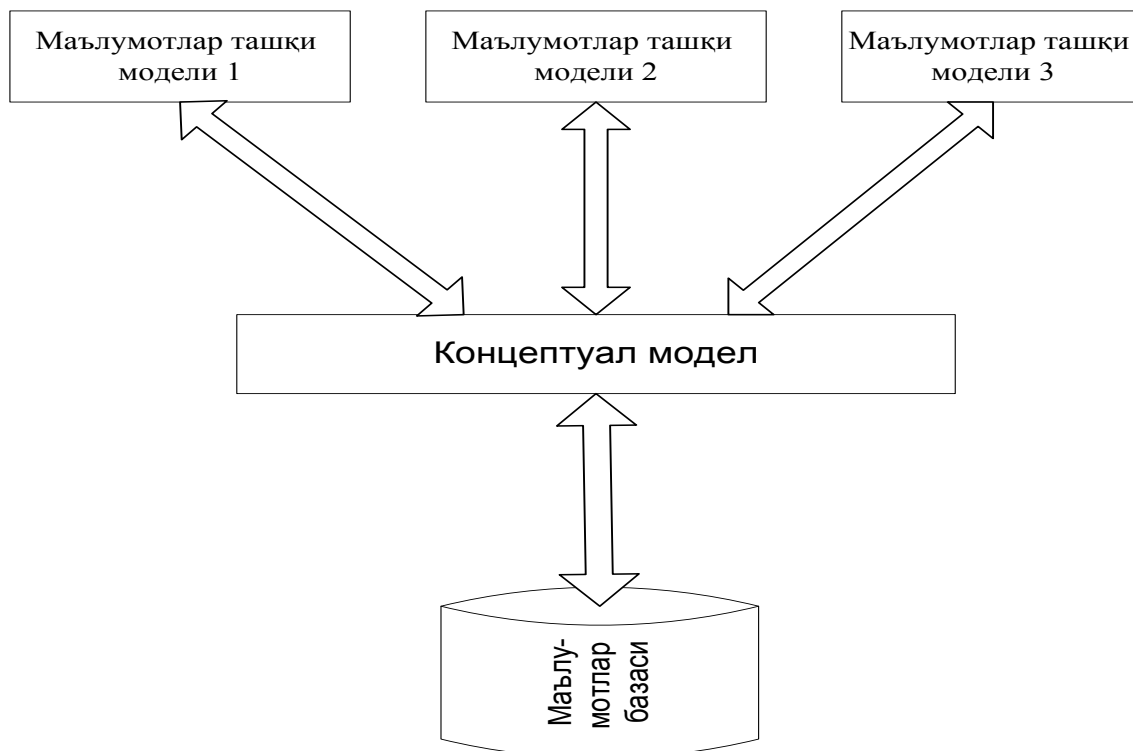 Маълумотлар ташқи
модели 1
Маълумотлар ташқи
модели 2
Маълумотлар ташқи
модели 3
Концептуал модел
Маълу-
мотлар
базаси